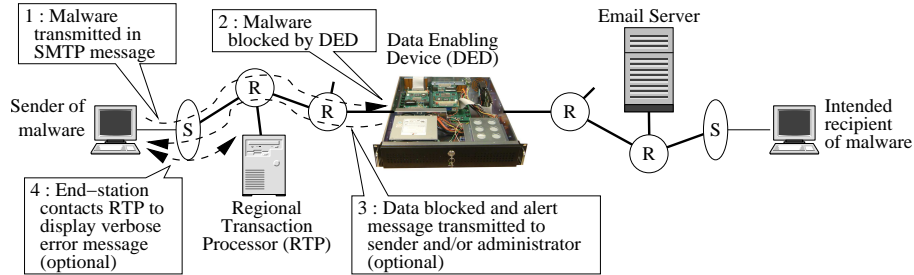 1 : Malware
transmitted in
SMTP message
2 : Malware
blocked by DED
Data Enabling
Device (DED)
Email Server
Sender of
malware
S
R
R
R
R
S
Intended
recipient
of malware
4 : End−station
contacts RTP to
display verbose
error message
(optional)
Regional
Transaction
Processor (RTP)
3 : Data blocked and alert
message transmitted to
sender and/or administrator
(optional)